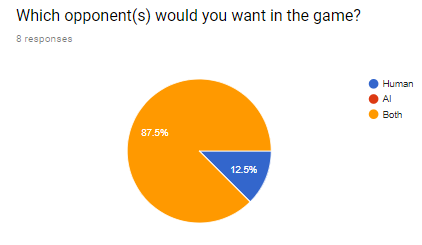 Which opponent(s) would you want in the game?
8 responses
Human
AI
Both
87.5%
12.5%